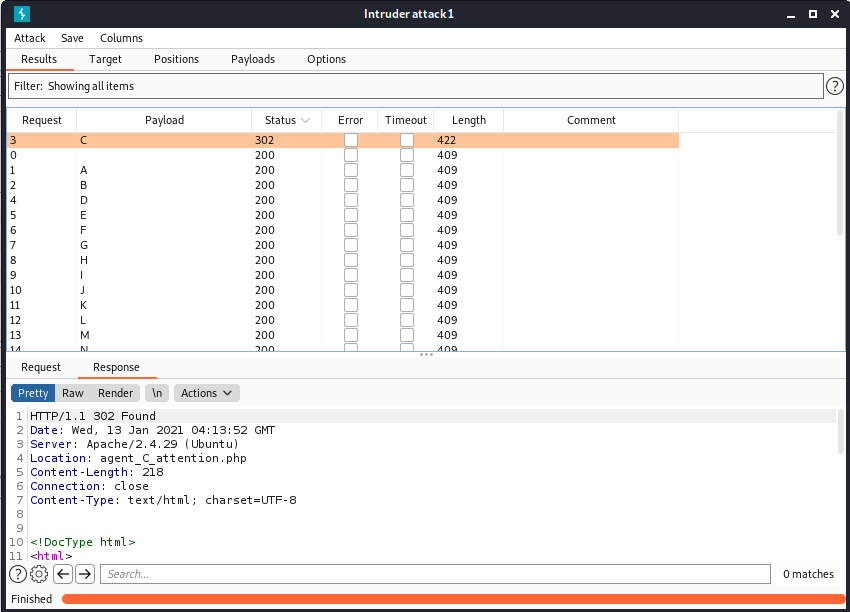 Intruder attack1
Attack Save Columns
Results Target Positions Payloads Options
Filter: Showing all items ?
Request Payload Status Error Timeout Length Comment
3 C 302 422
0 200 409
1 A 200 409
2 B 200 409
4 D 200 409
5 E 200 409
6 F 200 409
7 G 200 409
8 H 200 409
9 I 200 409
10 J 200 409
11 K 200 409
12 L 200 409
13 M 200 409
14 N 200 409
Request Response
Pretty Raw Render \n Actions
1 HTTP/1.1 302 Found
2 Date: Wed, 13 Jan 2021 04:13:52 GMT
3 Server: Apache/2.4.29 (Ubuntu)
4 Location: agent_C_attention.php
5 Content-Length: 218
6 Connection: close
7 Content-Type: text/html; charset=UTF-8
8
9
10 <!DocType html>
11 <html>
? Search... 0 matches
Finished